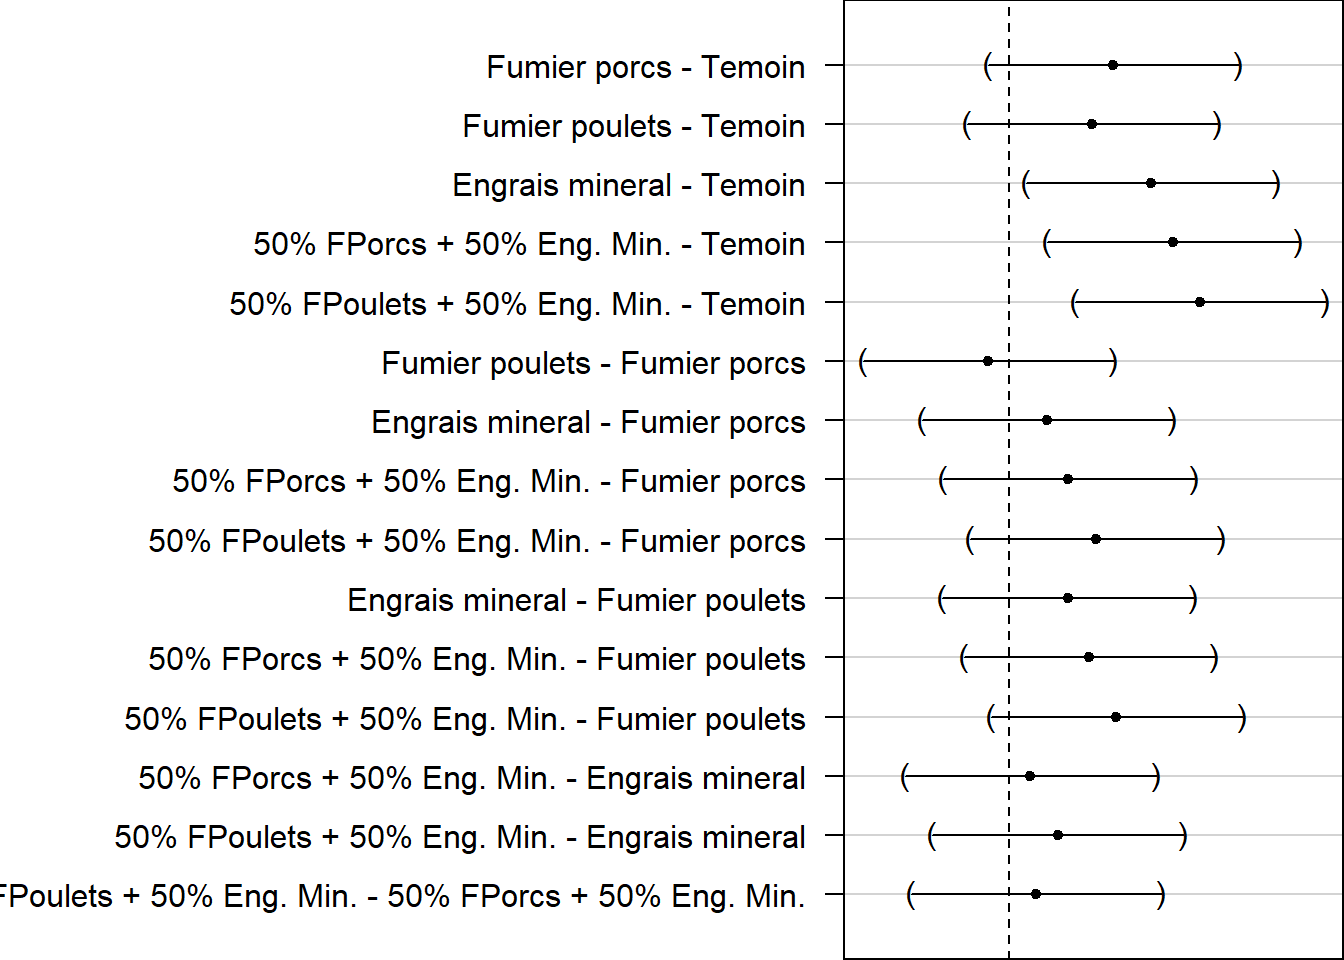 Fumier porcs - Temoin
Fumier poulets - Temoin
Engrais mineral - Temoin
50% FPorcs + 50% Eng. Min. - Temoin
50% FPoulets + 50% Eng. Min. - Temoin
Fumier poulets - Fumier porcs
Engrais mineral - Fumier porcs
50% FPorcs + 50% Eng. Min. - Fumier porcs
50% FPoulets + 50% Eng. Min. - Fumier porcs
Engrais mineral - Fumier poulets
50% FPorcs + 50% Eng. Min. - Fumier poulets
50% FPoulets + 50% Eng. Min. - Fumier poulets
50% FPorcs + 50% Eng. Min. - Engrais mineral
50% FPoulets + 50% Eng. Min. - Engrais mineral
FPoulets + 50% Eng. Min. - 50% FPorcs + 50% Eng. Min.